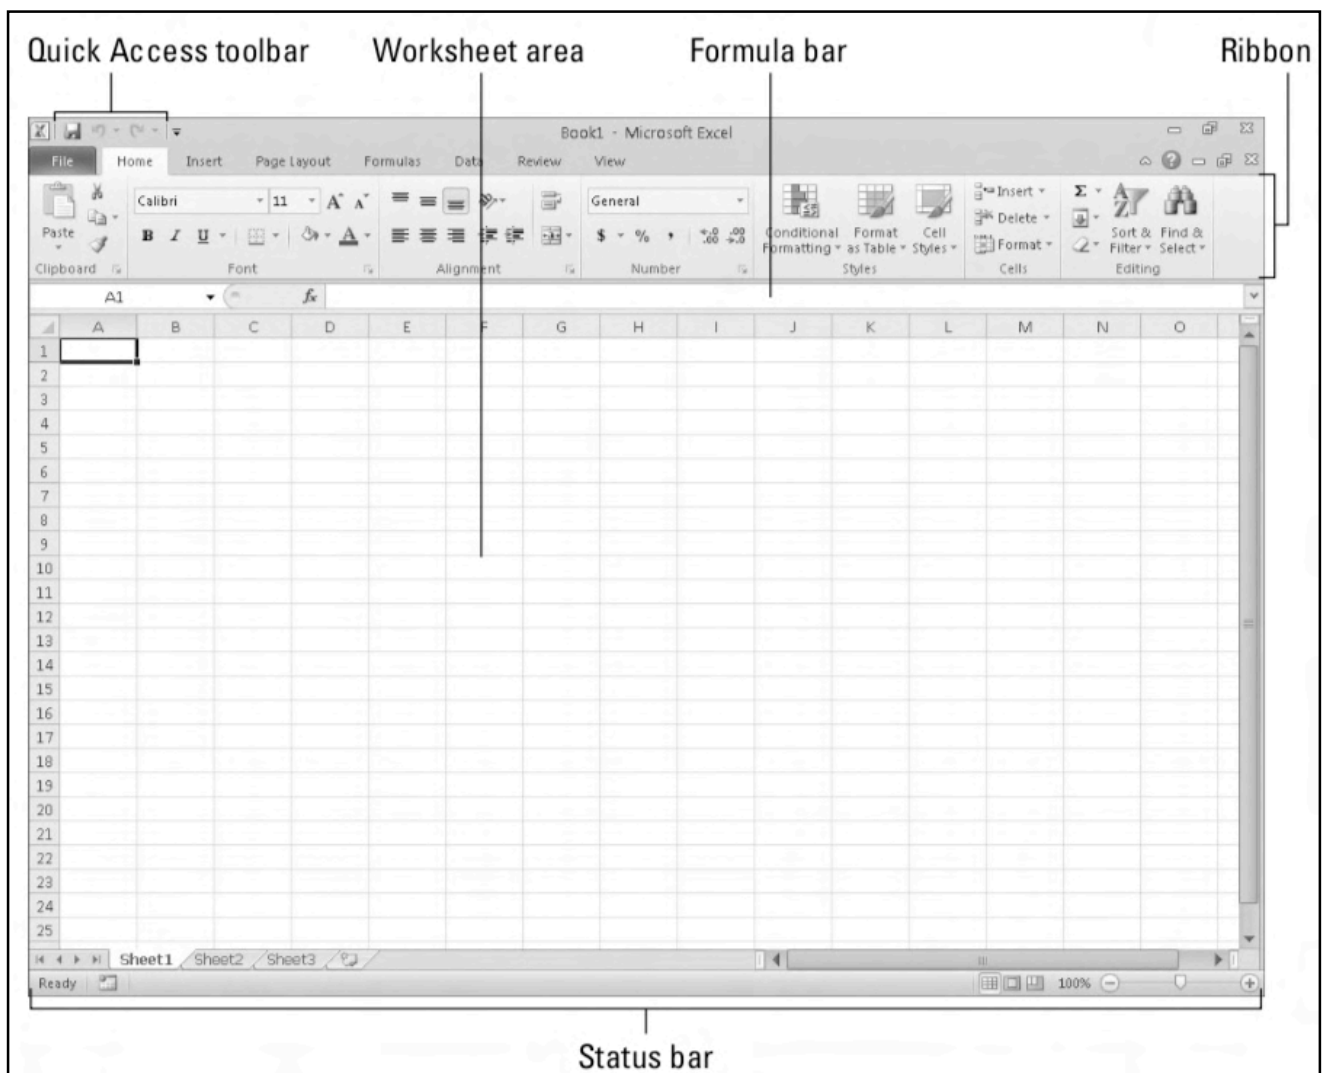 Quick Access toolbar Worksheet area Formula bar Ribbon
Book1 - Microsoft Excel
File Home Insert Page Layout Formulas Data Review View
Calibri 11 A A General Insert
Paste B I U A $ % , .00 .00 Conditional Formatting Format as Table Cell Styles Delete Σ Sort & Filter Find & Select
Format
Clipboard Font Alignment Number Styles Cells Editing
A1 fx
A B C D E F G H I J K L M N O
1
2
3
4
5
6
7
8
9
10
11
12
13
14
15
16
17
18
19
20
21
22
23
24
25
Sheet1 Sheet2 Sheet3
Ready 100%
Status bar